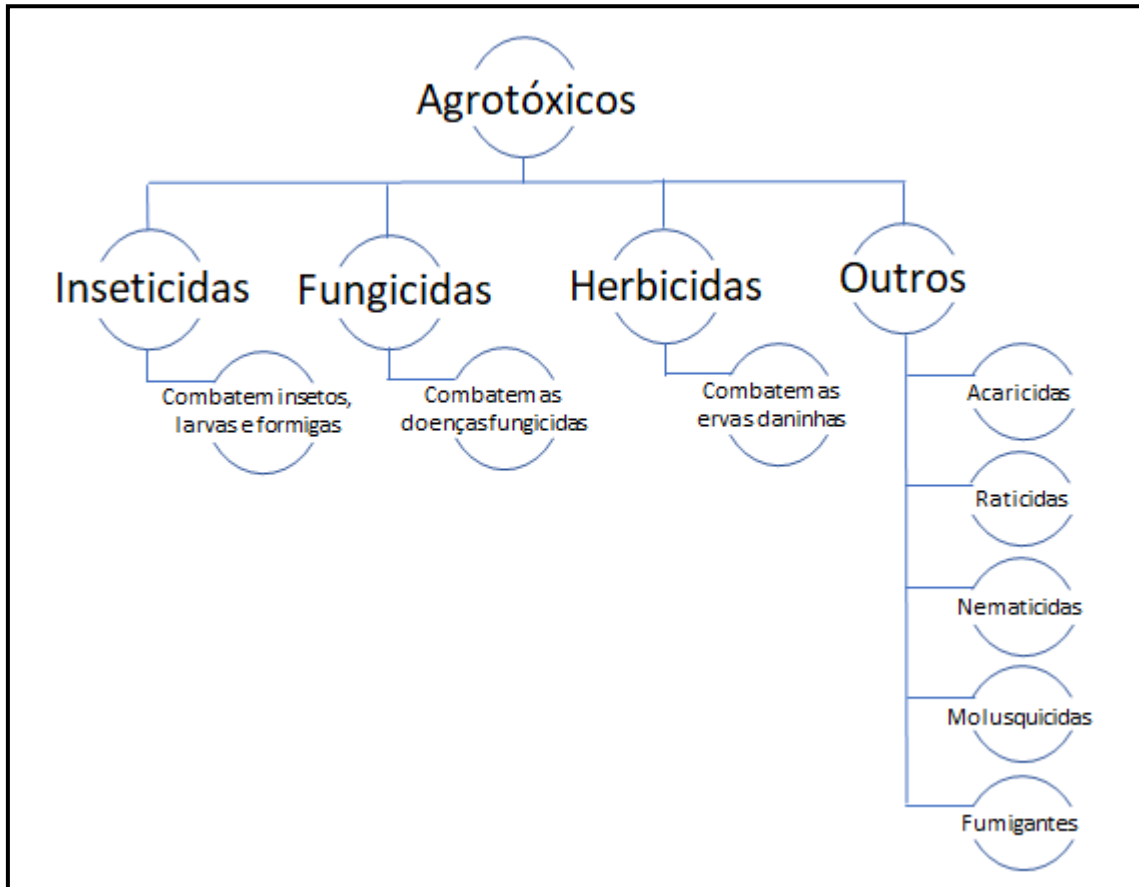 Agrotóxicos
Inseticidas
Fungicidas
Herbicidas
Outros
Combatem insetos,
larvas e formigas
Combatem as
doenças fungicidas
Combatem as
ervas daninhas
Acaricidas
Raticidas
Nematicidas
Molusquicidas
Fumigantes